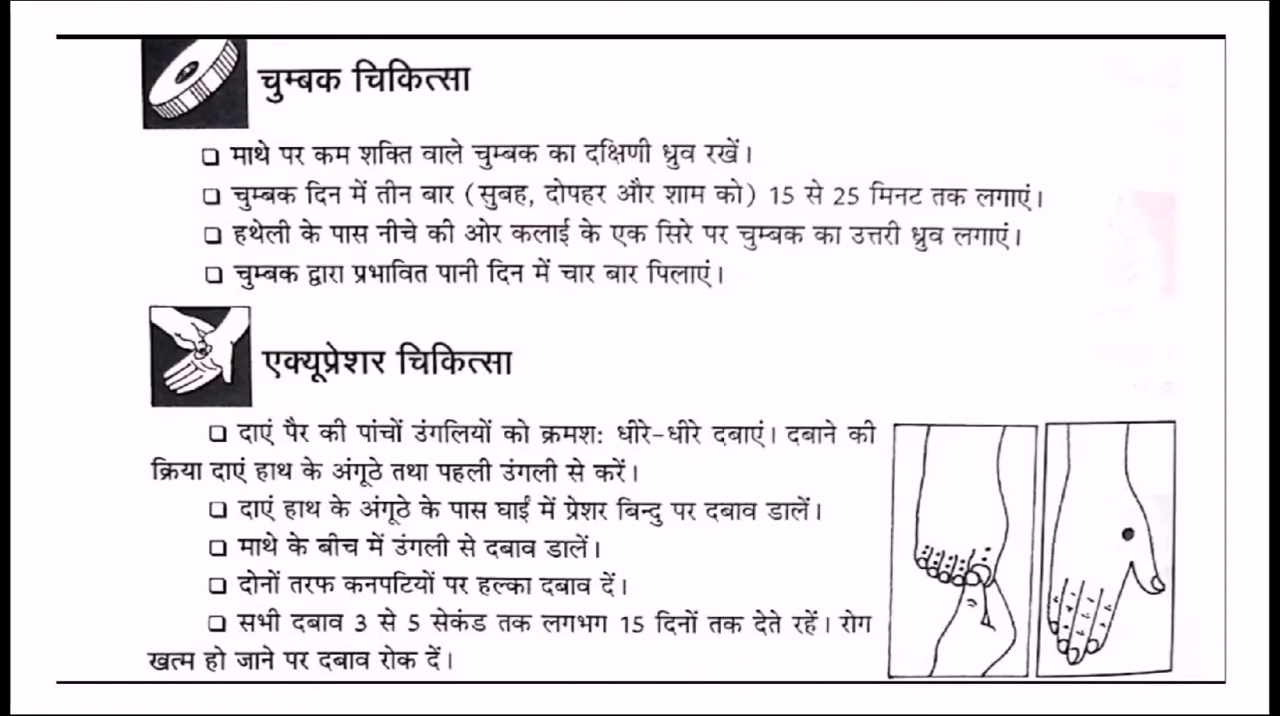 चुम्बक चिकित्सा
❑ माथे पर कम शक्ति वाले चुम्बक का दक्षिणी ध्रुव रखें।
❑ चुम्बक दिन में तीन बार (सुबह, दोपहर और शाम को) 15 से 25 मिनट तक लगाएं।
❑ हथेली के पास नीचे की ओर कलाई के एक सिरे पर चुम्बक का उत्तरी ध्रुव लगाएं।
❑ चुम्बक द्वारा प्रभावित पानी दिन में चार बार पिलाएं।
एक्यूप्रेशर चिकित्सा
❑ दाएं पैर की पांचों उंगलियों को क्रमश: धीरे-धीरे दबाएं। दबाने की
क्रिया दाएं हाथ के अंगूठे तथा पहली उंगली से करें।
❑ दाएं हाथ के अंगूठे के पास घाईं में प्रेशर बिन्दु पर दबाव डालें।
❑ माथे के बीच में उंगली से दबाव डालें।
❑ दोनों तरफ कनपटियों पर हल्का दबाव दें।
❑ सभी दबाव 3 से 5 सेकंड तक लगभग 15 दिनों तक देते रहें। रोग
खत्म हो जाने पर दबाव रोक दें।